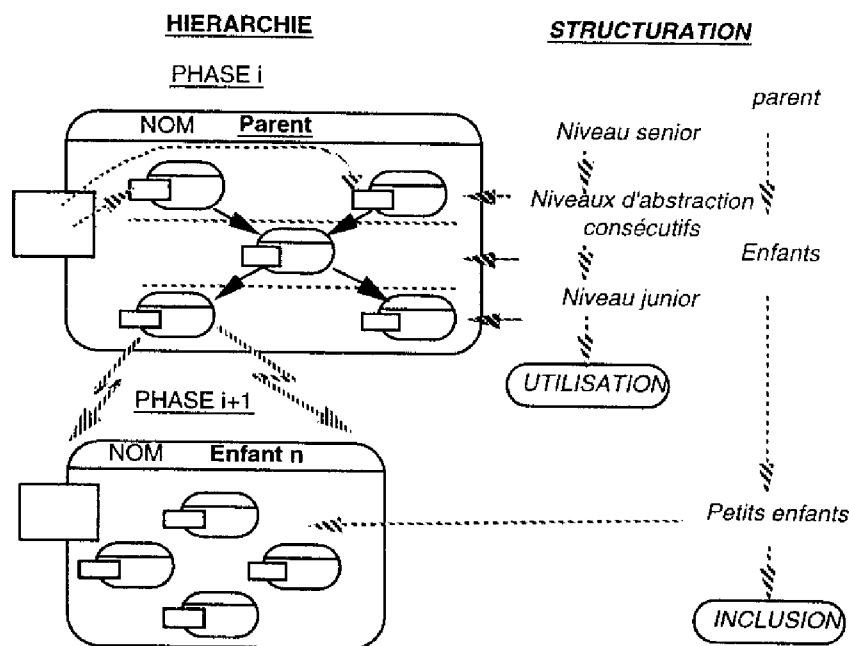 HIERARCHIE
STRUCTURATION
PHASE i
parent
NOM Parent
Niveau senior
Niveaux d'abstraction
consécutifs
Enfants
Niveau junior
UTILISATION
PHASE i+1
NOM Enfant n
Petits enfants
INCLUSION